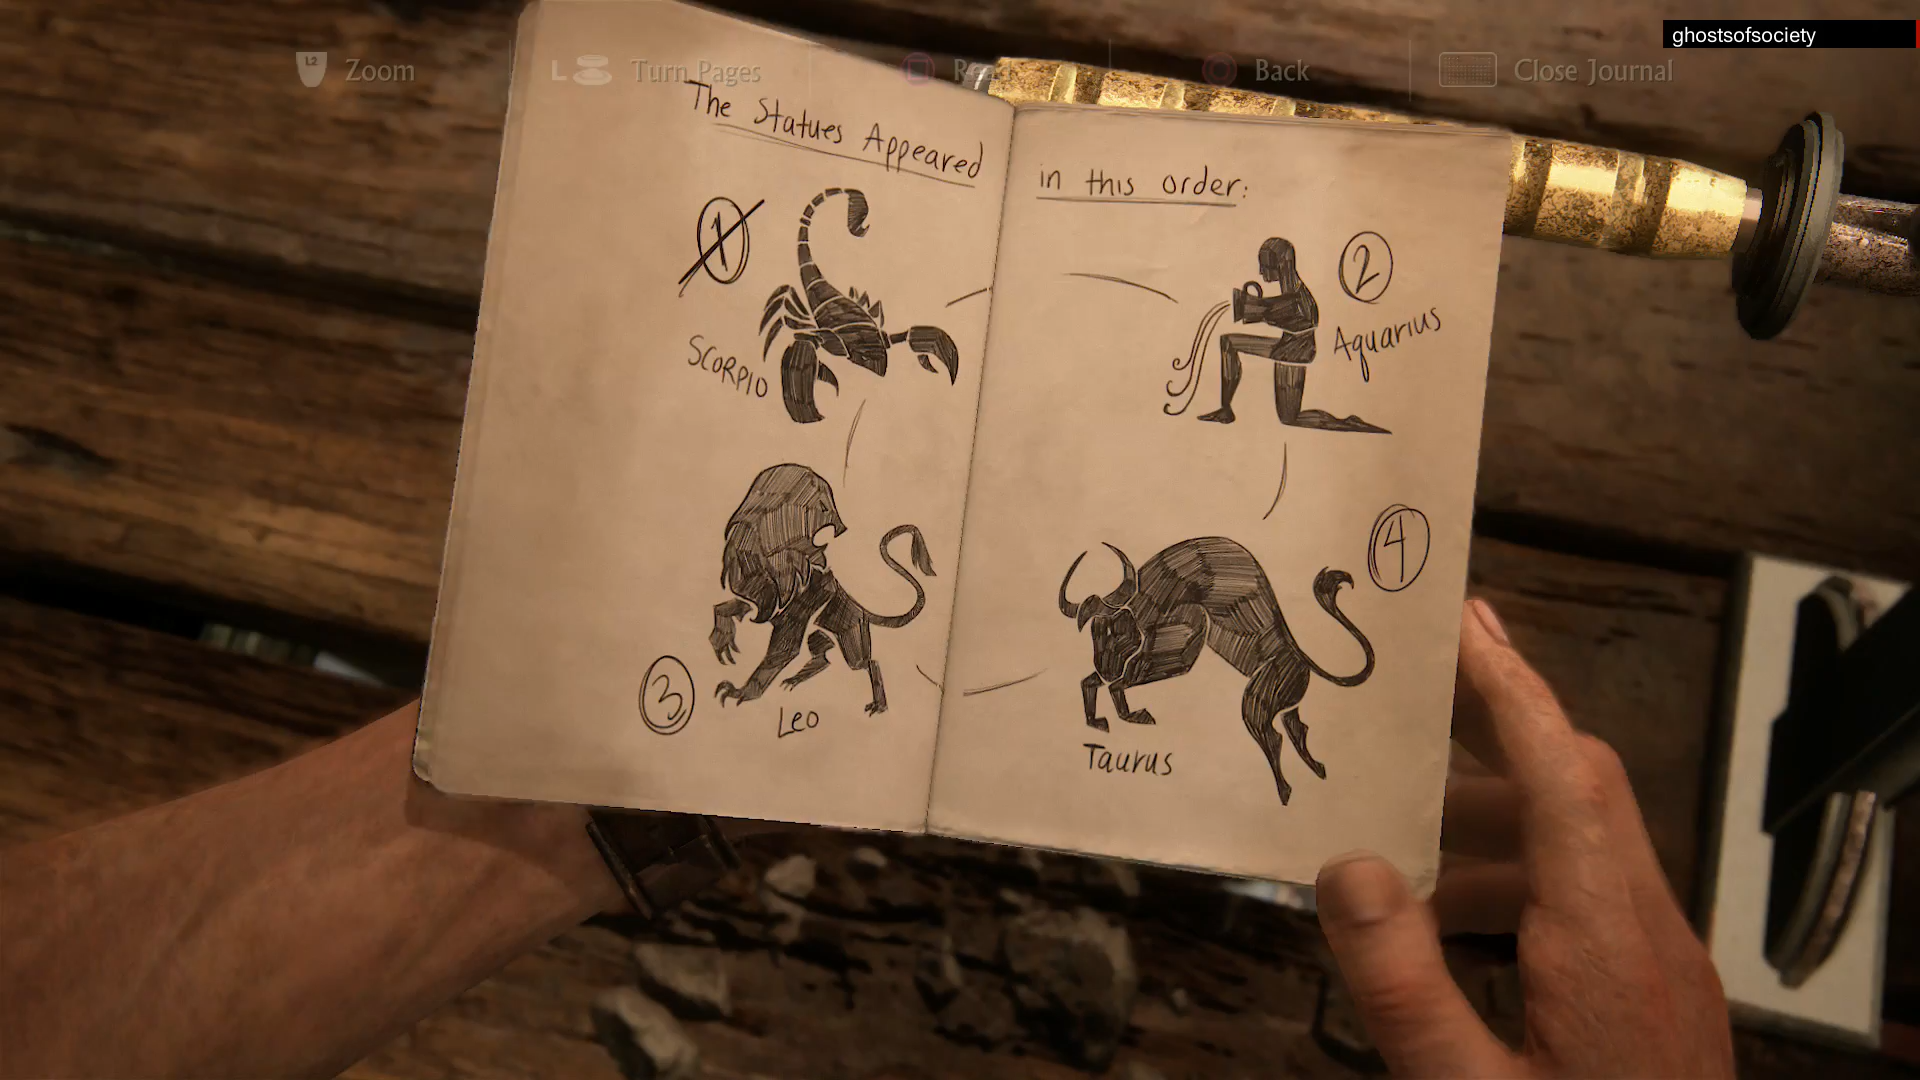 ghostsofsociety
L2 Zoom
L Turn Pages
Back
Close Journal
The Statues Appeared
in this order:
1
2
SCORPIO
Aquarius
3
4
Leo
Taurus